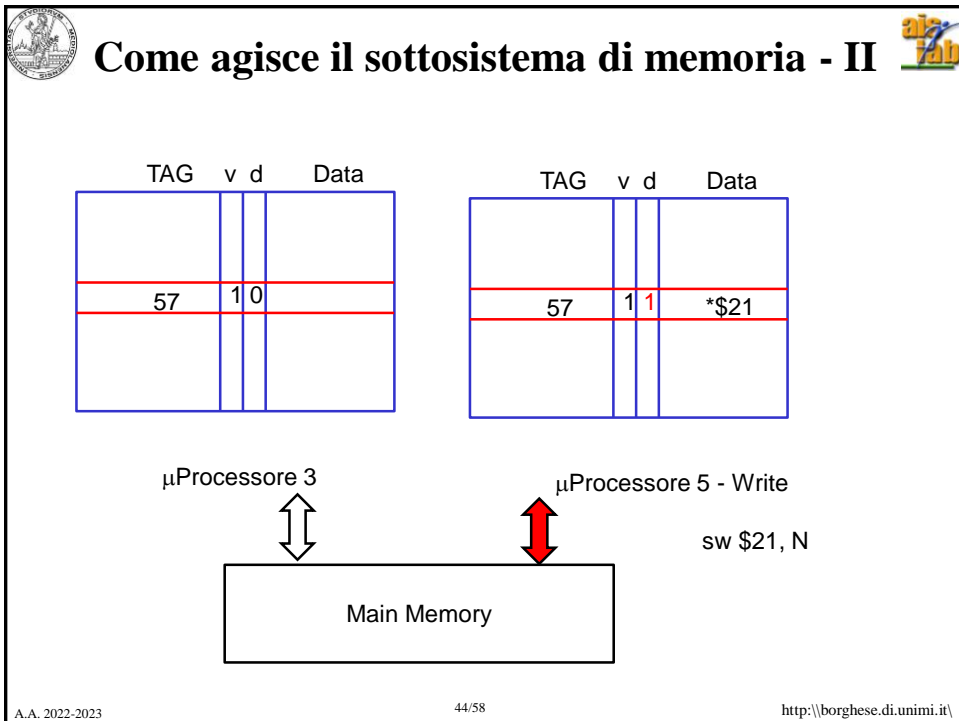 Come agisce il sottosistema di memoria - II
TAG v d Data
57 1 0
TAG v d Data
57 1 1 *$21
μProcessore 3
μProcessore 5 - Write
sw $21, N
Main Memory
A.A. 2022-2023
44/58
http:\\borghese.di.unimi.it\